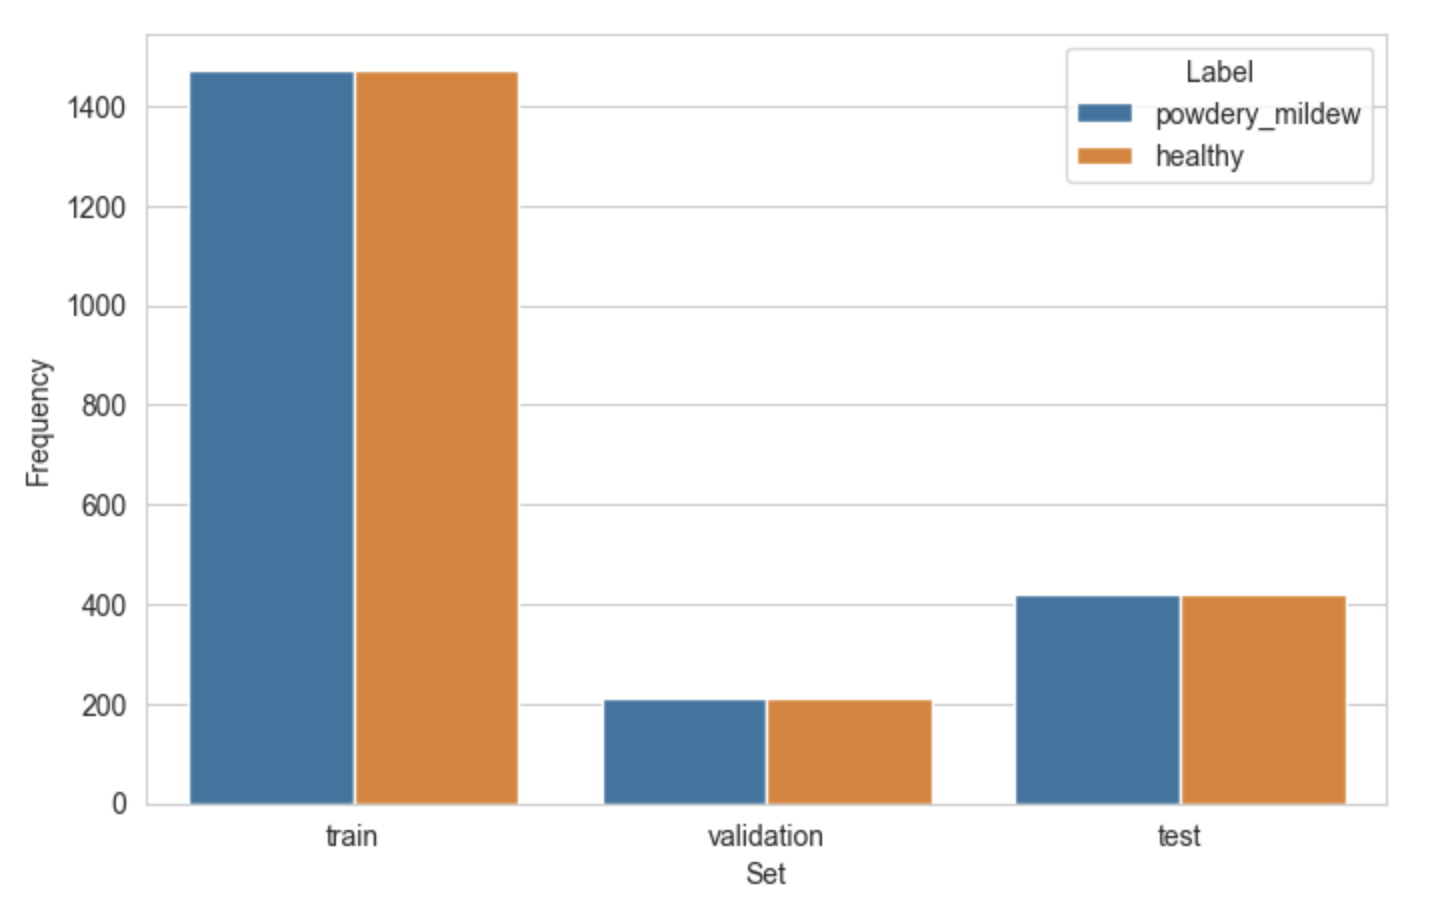 Label
powdery_mildew
healthy
1400
1200
1000
800
600
400
200
0
Frequency
train validation test
Set